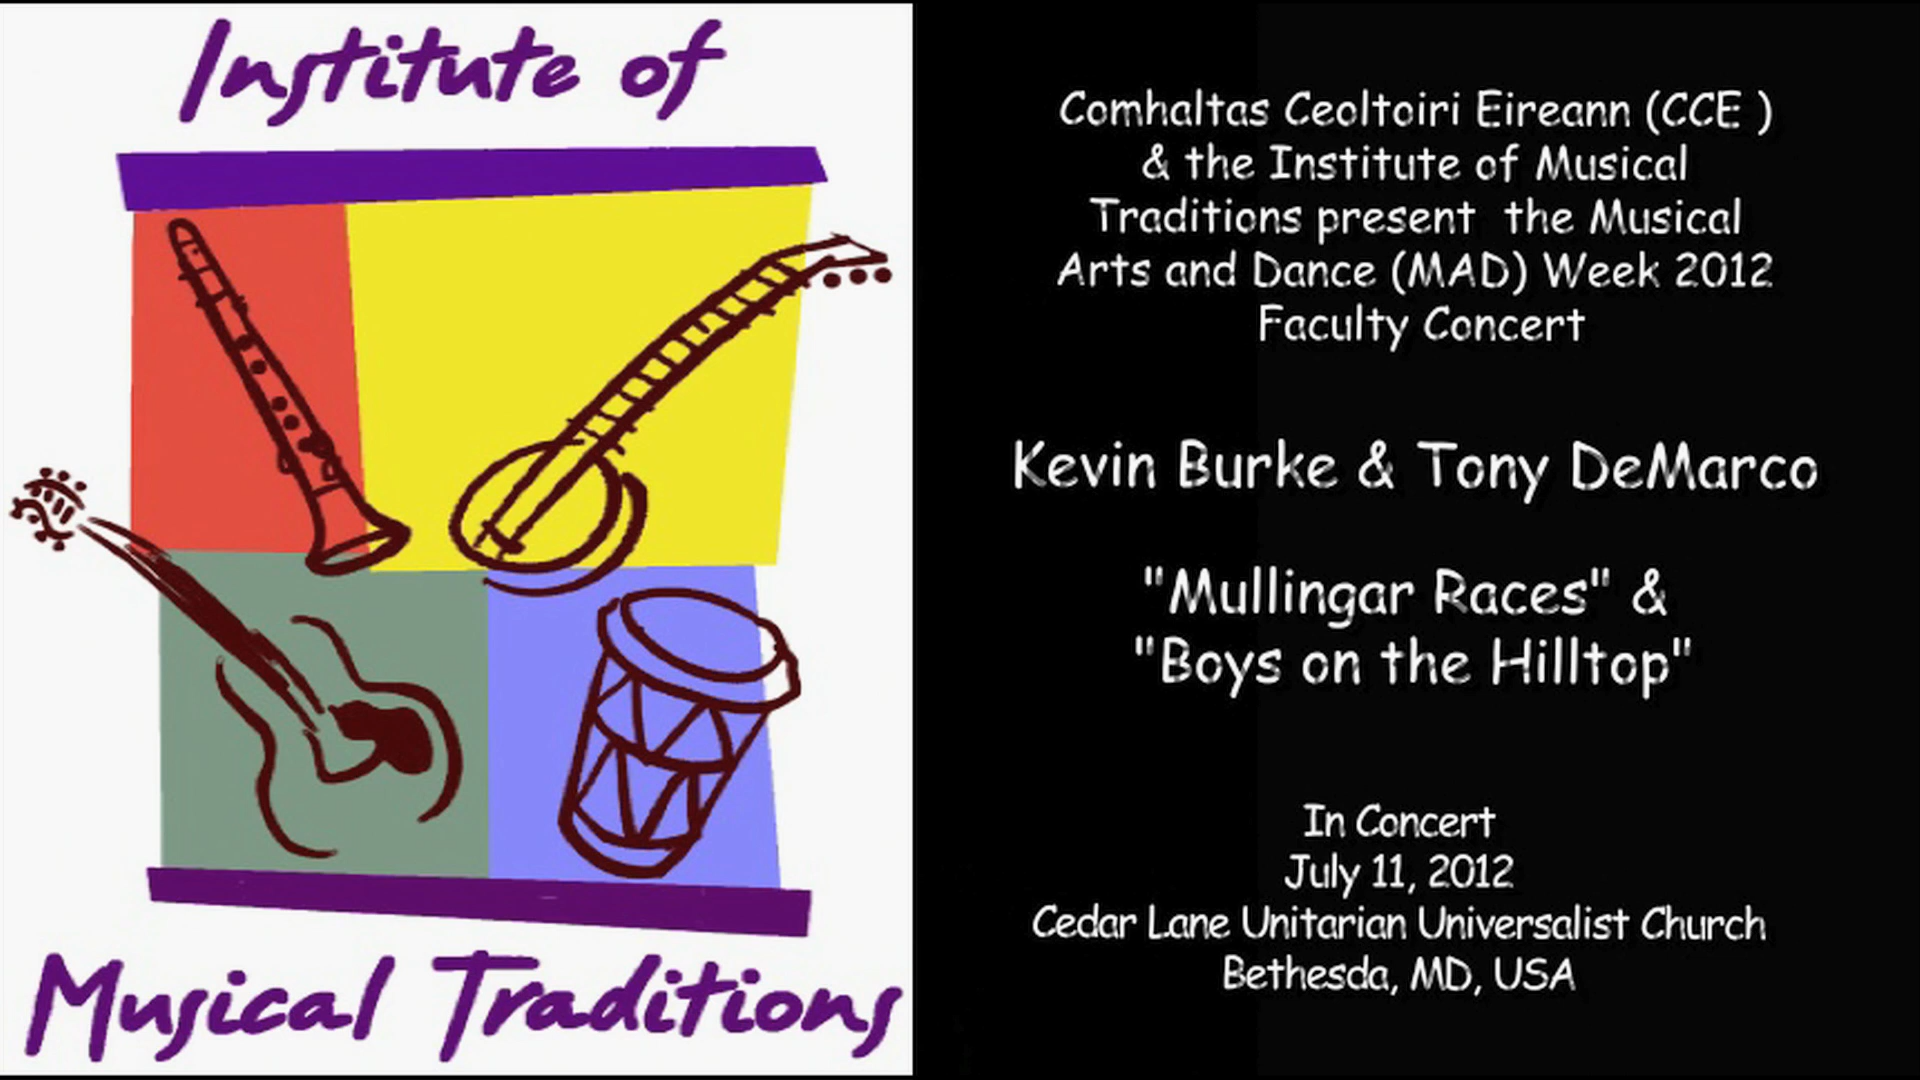 Institute of
Musical Traditions
Comhaltas Ceoltoiri Eireann (CCE )
& the Institute of Musical
Traditions present  the Musical
Arts and Dance (MAD) Week 2012
Faculty Concert
Kevin Burke & Tony DeMarco
"Mullingar Races" &
"Boys on the Hilltop"
In Concert
July 11, 2012
Cedar Lane Unitarian Universalist Church
Bethesda, MD, USA